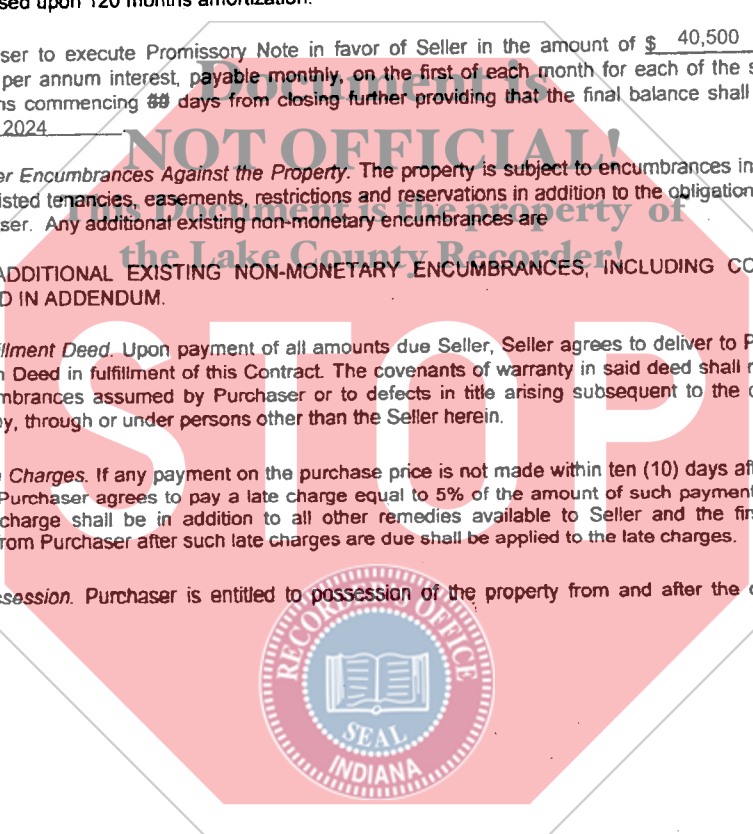 sed upon 120 months amortization.
ser to execute Promissory Note in favor of Seller in the amount of $ 40,500
per annum interest, payable monthly, on the first of each month for each of the s
ns commencing days from closing further providing that the final balance shall
2024
Document is
NOT OFFICIAL!
This Document is the property of
the Lake County Recorder!
er Encumbrances Against the Property. The property is subject to encumbrances in
isted tenancies, easements, restrictions and reservations in addition to the obligation
ser. Any additional existing non-monetary encumbrances are
ADDITIONAL EXISTING NON-MONETARY ENCUMBRANCES, INCLUDING CO
D IN ADDENDUM.
illment Deed. Upon payment of all amounts due Seller, Seller agrees to deliver to P
n Deed in fulfillment of this Contract. The covenants of warranty in said deed shall n
mbrances assumed by Purchaser or to defects in title arising subsequent to the d
y, through or under persons other than the Seller herein.
e Charges. If any payment on the purchase price is not made within ten (10) days aft
Purchaser agrees to pay a late charge equal to 5% of the amount of such payment
charge shall be in addition to all other remedies available to Seller and the fir
rom Purchaser after such late charges are due shall be applied to the late charges.
STOP
session. Purchaser is entitled to possession of the property from and after the
RECORDER'S OFFICE
SEAL
INDIANA